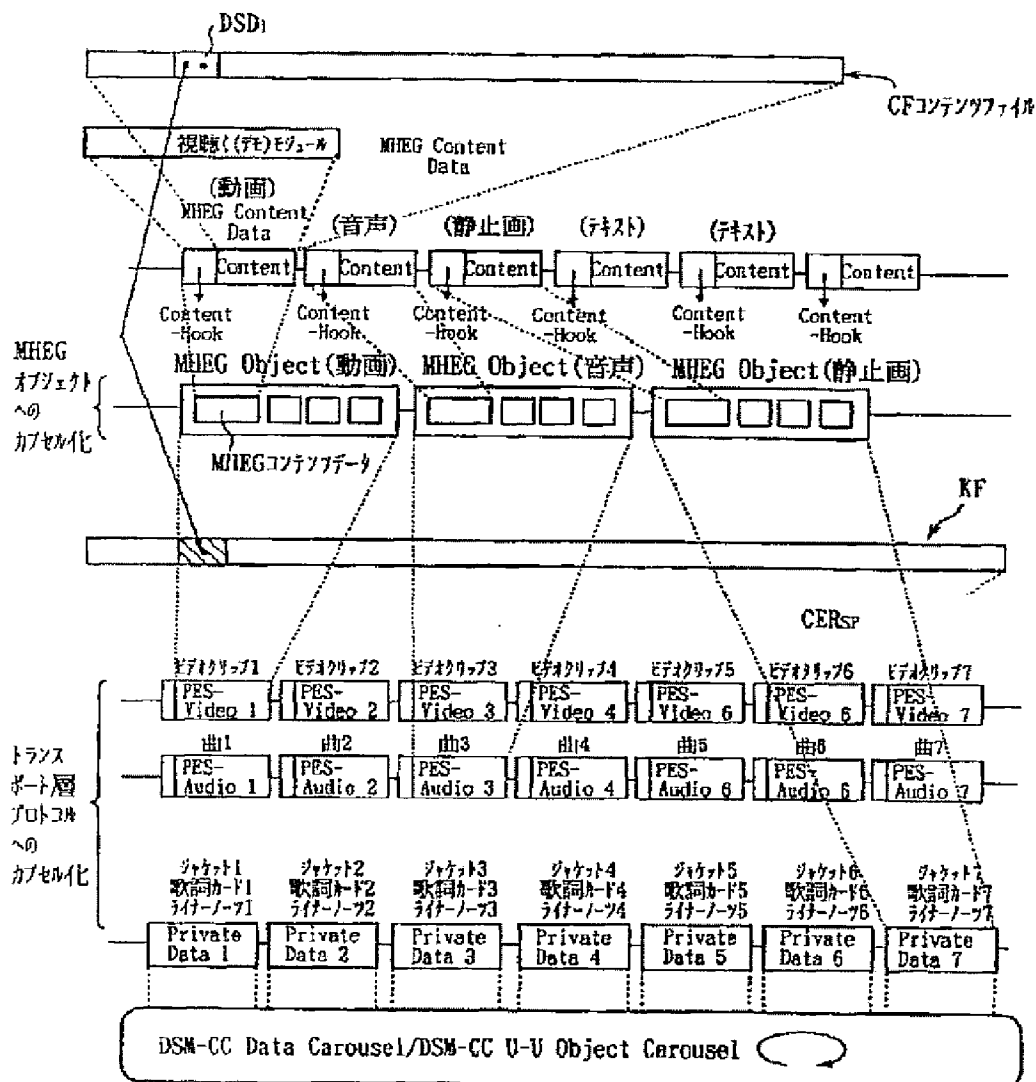 DSD1
CFコンテンツファイル
視聴く(デモ)モジュール
MHEG Content
Data
(動画)
MHEG Content
Data
(音声)
(静止画)
(テキスト)
(テキスト)
Content
Content
Content
Content
Content
Content
Content
-Hook
Content
-Hook
Content
-Hook
Content
-Hook
Content
-Hook
Content
-Hook
MHEG
オブジェクト
への
カプセル化
MHEG Object(動画)
MHEG Object(音声)
MHEG Object(静止画)
MHEGコンテンツデータ
KF
CERSP
ビデオクリップ1
ビデオクリップ2
ビデオクリップ3
ビデオクリップ4
ビデオクリップ5
ビデオクリップ6
ビデオクリップ7
PES-
Video 1
PES-
Video 2
PES-
Video 3
PES-
Video 4
PES-
Video 6
PES-
Video 6
PES-
Video 7
トランス
ポート層
プロトコル
への
カプセル化
曲1
曲2
曲3
曲4
曲5
曲6
曲7
PES-
Audio 1
PES-
Audio 2
PES-
Audio 3
PES-
Audio 4
PES-
Audio 6
PES-
Audio 6
PES-
Audio 7
ジャケット1
歌詞カード1
ライナーノーツ1
ジャケット2
歌詞カード2
ライナーノーツ2
ジャケット3
歌詞カード3
ライナーノーツ3
ジャケット4
歌詞カード4
ライナーノーツ4
ジャケット5
歌詞カード5
ライナーノーツ5
ジャケット6
歌詞カード6
ライナーノーツ6
ジャケット7
歌詞カード7
ライナーノーツ7
Private
Data 1
Private
Data 2
Private
Data 3
Private
Data 4
Private
Data 5
Private
Data 6
Private
Data 7
DSM-CC Data Carousel/DSM-CC U-U Object Carousel